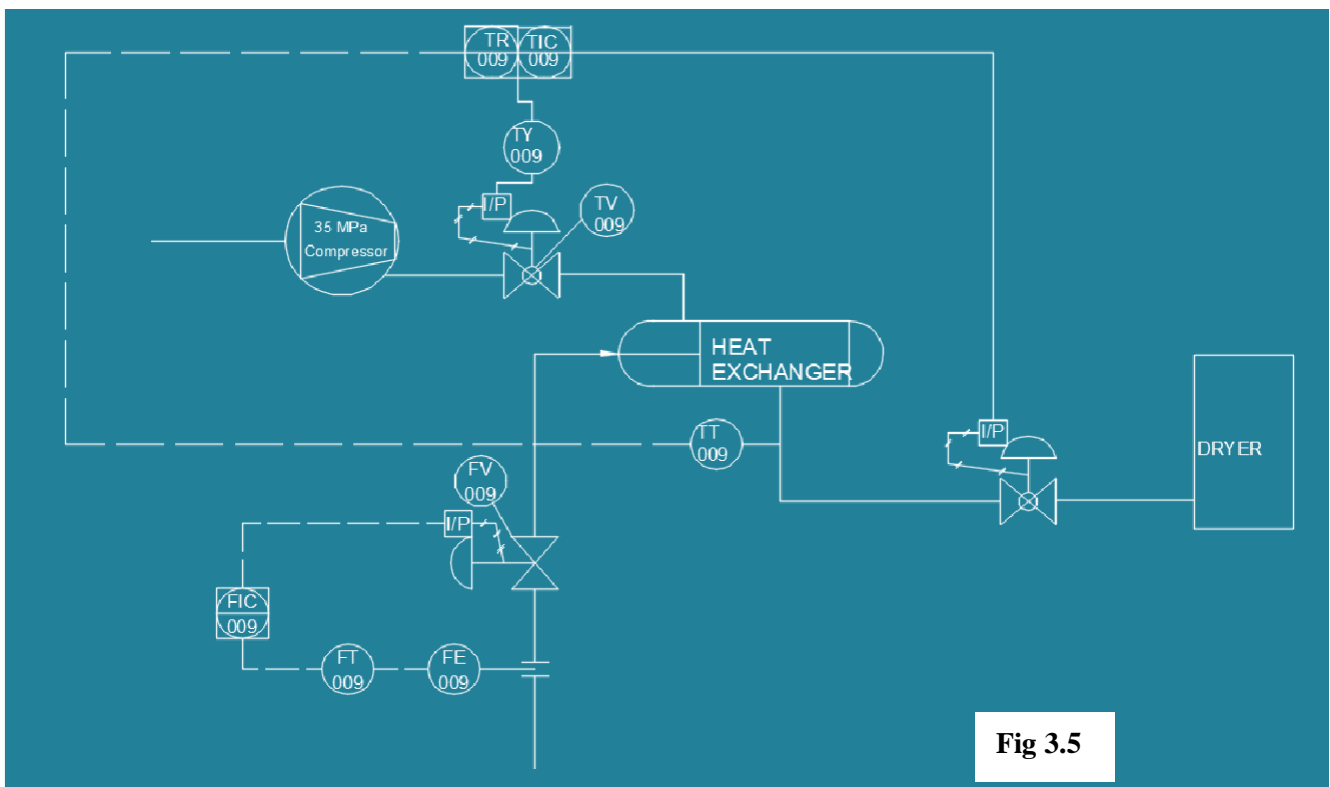 TR
009
TIC
009
TY
009
I/P
TV
009
35 MPa
Compressor
HEAT
EXCHANGER
TT
009
I/P
DRYER
FV
009
I/P
FIC
009
FT
009
FE
009
Fig 3.5